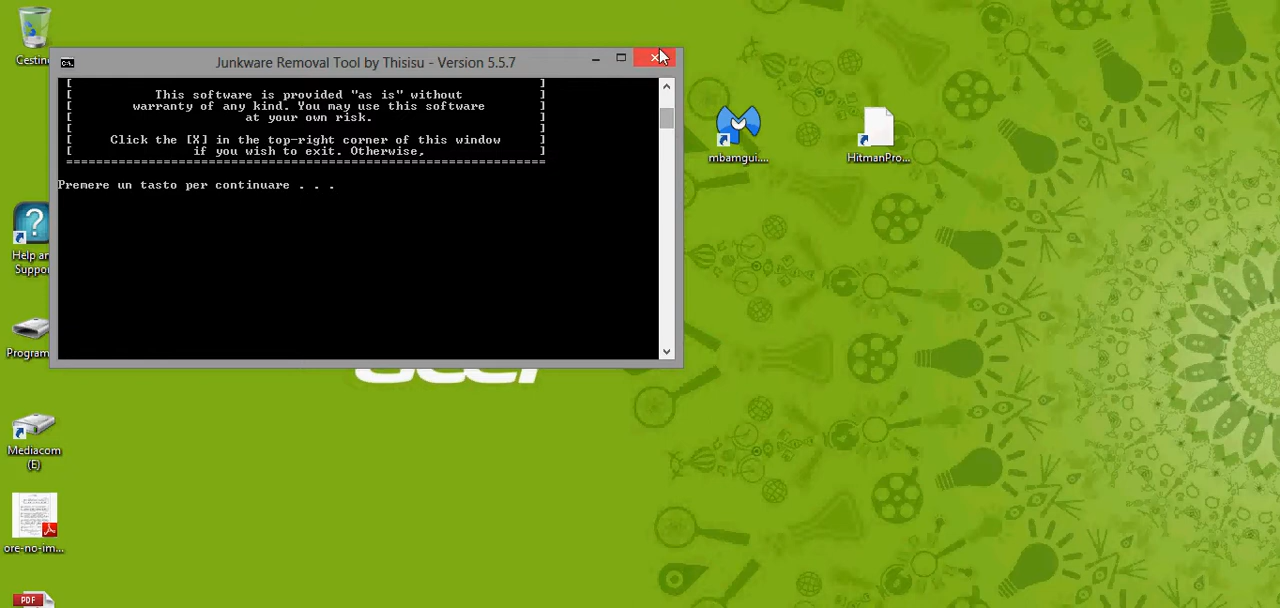 Cestino
Junkware Removal Tool by Thisisu - Version 5.5.7
[ ]
[ This software is provided "as is" without ]
[ warranty of any kind. You may use this software ]
[ at your own risk. ]
[ ]
[ Click the [X] in the top-right corner of this window ]
[ if you wish to exit. Otherwise, ]
Premere un tasto per continuare . . .
mbamgui....
HitmanPro...
Help an
Suppo
Program
acer
Mediacom
(E)
ore-no-im...
PDF